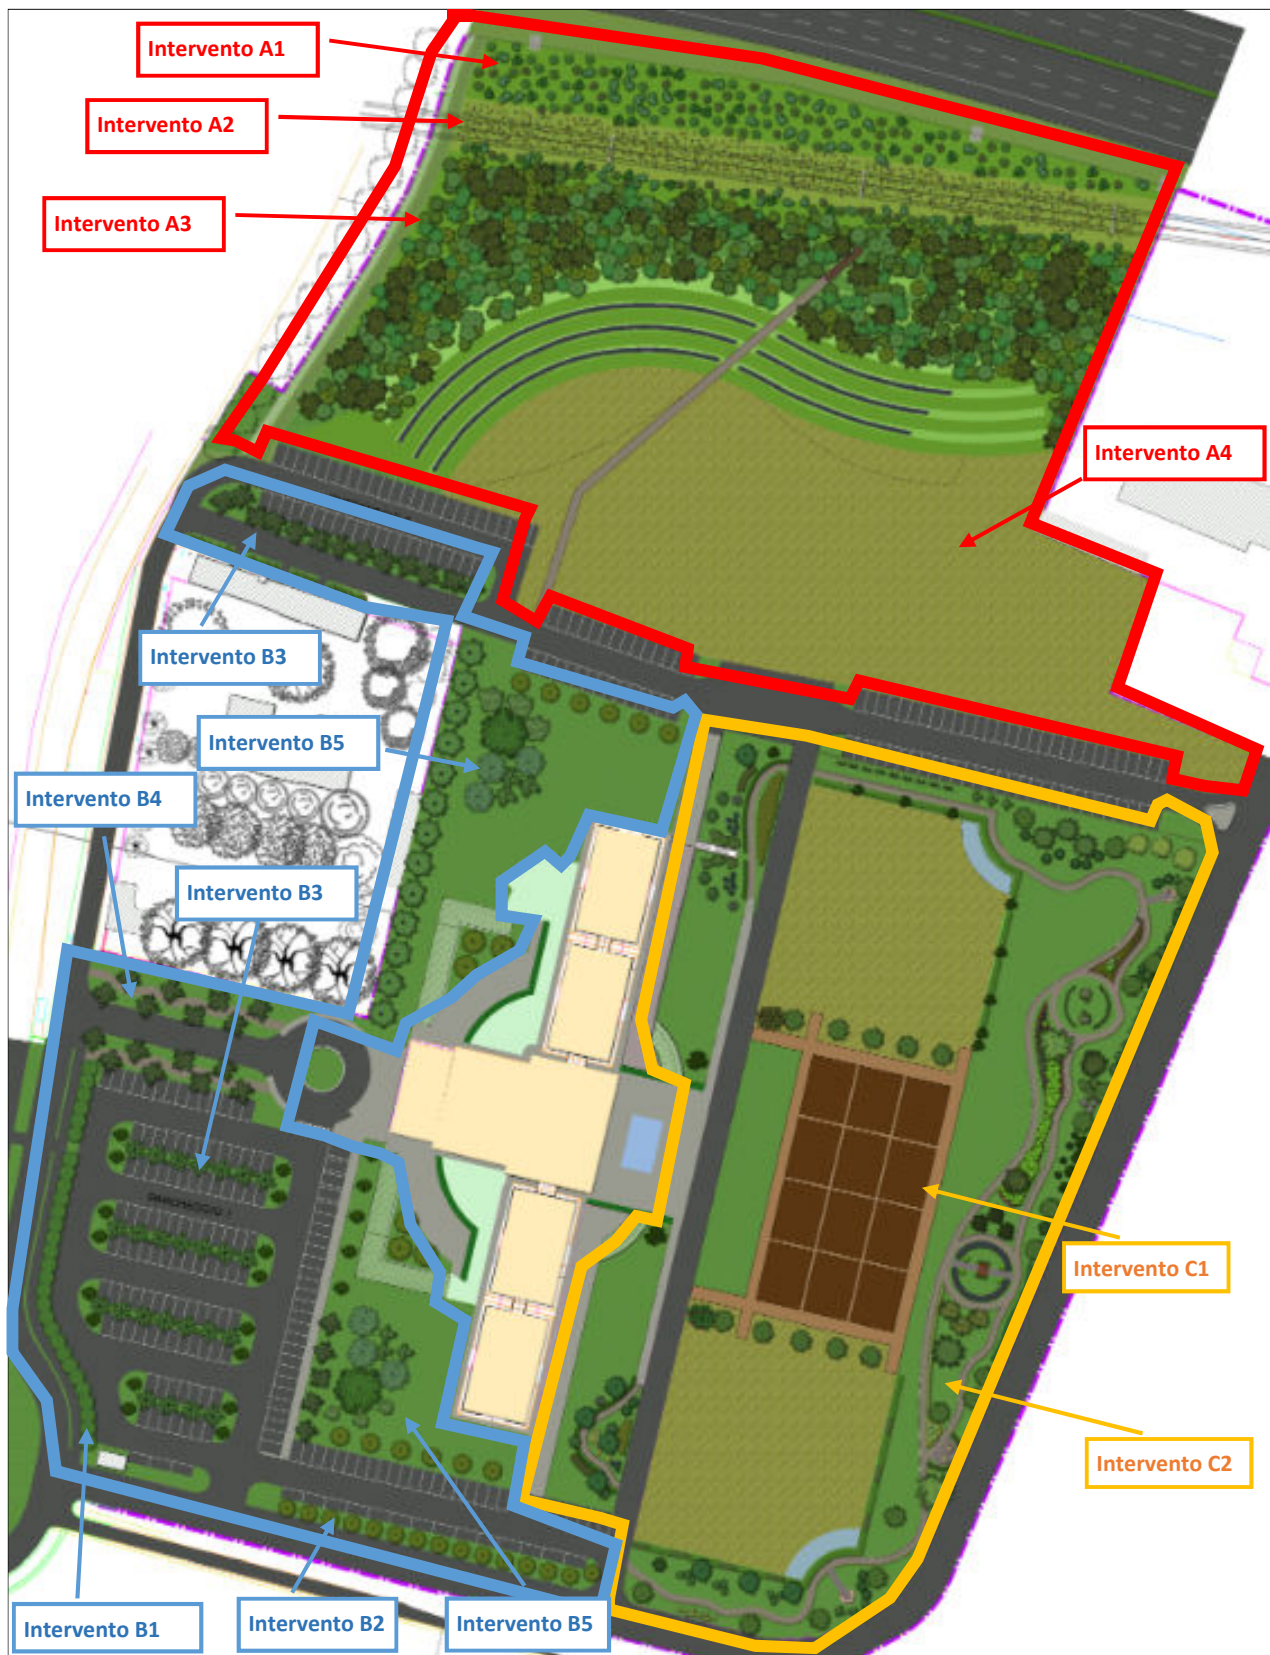 Intervento A1
Intervento A2
Intervento A3
Intervento A4
Intervento B3
Intervento B5
Intervento B4
Intervento B3
Intervento C1
Intervento C2
Intervento B1
Intervento B2
Intervento B5